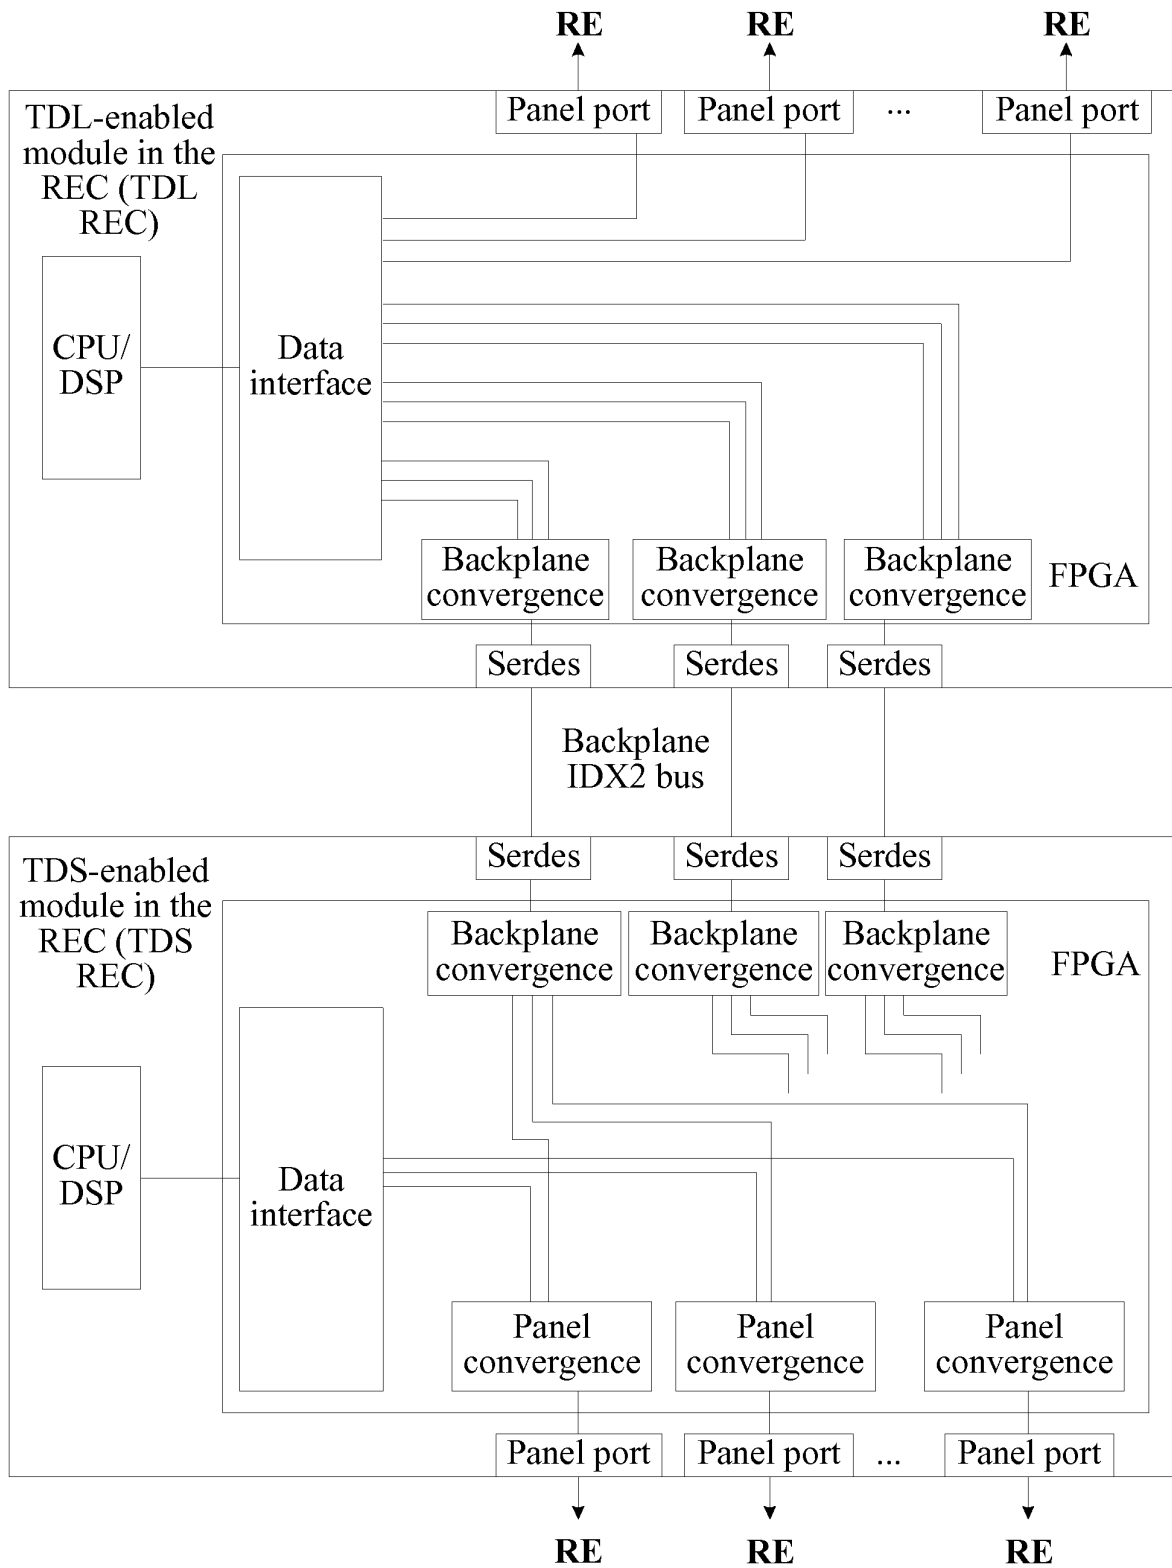 RE RE RE
Panel port Panel port ... Panel port
TDL-enabled
module in the
REC (TDL
REC)
CPU/
DSP
Data
interface
Backplane
convergence
Backplane
convergence
Backplane
convergence
FPGA
Serdes Serdes Serdes
Backplane
IDX2 bus
Serdes Serdes Serdes
TDS-enabled
module in the
REC (TDS
REC)
Backplane
convergence
Backplane
convergence
Backplane
convergence
FPGA
CPU/
DSP
Data
interface
Panel
convergence
Panel
convergence
Panel
convergence
Panel port Panel port ... Panel port
RE RE RE